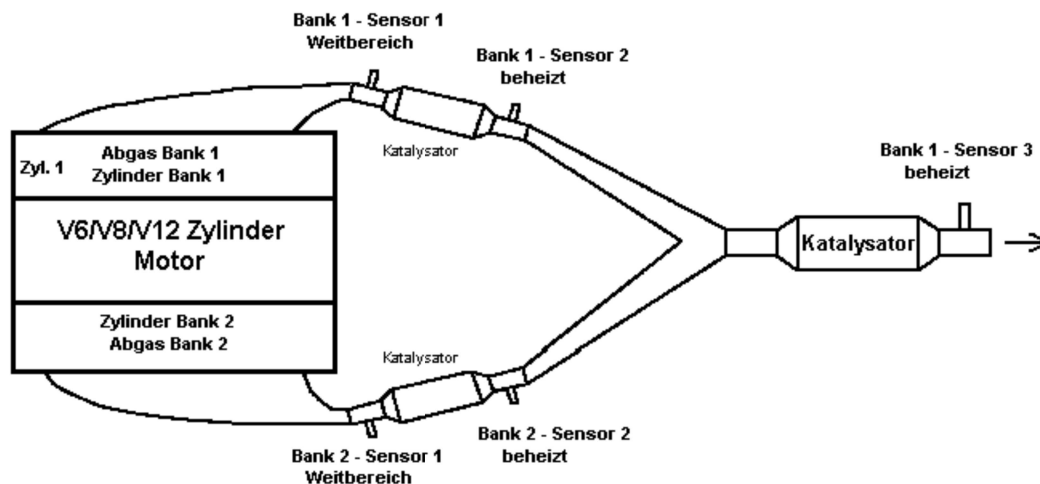 Bank 1 - Sensor 1
Weitbereich
Bank 1 - Sensor 2
beheizt
Katalysator
Bank 1 - Sensor 3
beheizt
Zyl. 1
Abgas Bank 1
Zylinder Bank 1
V6/V8/V12 Zylinder
Motor
Katalysator
Zylinder Bank 2
Abgas Bank 2
Katalysator
Bank 2 - Sensor 1
Weitbereich
Bank 2 - Sensor 2
beheizt